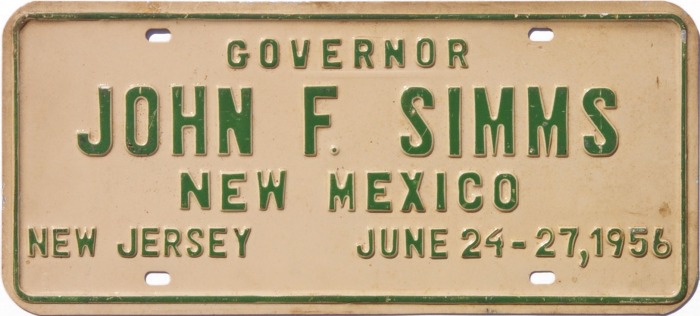 GOVERNOR
JOHN F. SIMMS
NEW MEXICO
NEW JERSEY JUNE 24-27,1956